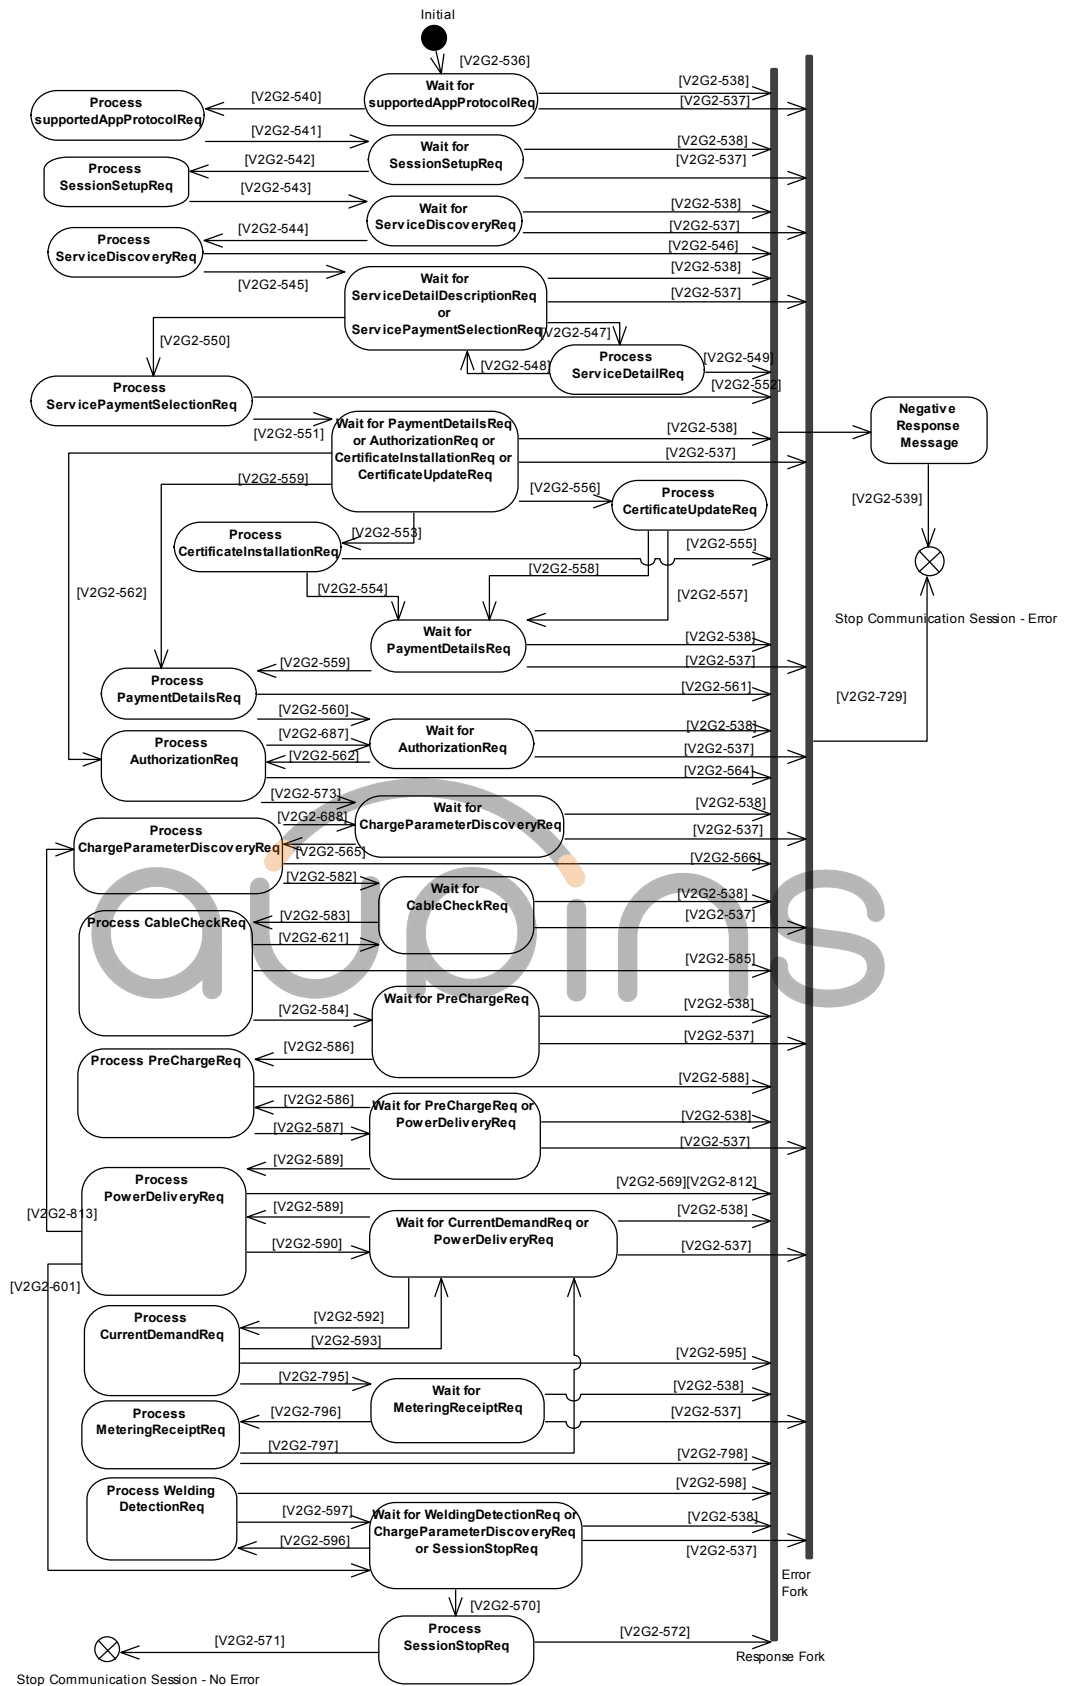 Initial
[V2G2-536]
Wait for
supportedAppProtocolReq
[V2G2-538]
[V2G2-537]
[V2G2-540]
Process
supportedAppProtocolReq
[V2G2-541]
Wait for
SessionSetupReq
[V2G2-538]
[V2G2-537]
[V2G2-542]
Process
SessionSetupReq
[V2G2-543]
Wait for
ServiceDiscoveryReq
[V2G2-538]
[V2G2-537]
[V2G2-544]
Process
ServiceDiscoveryReq
[V2G2-546]
[V2G2-545]
Wait for
ServiceDetailDescriptionReq
or
ServicePaymentSelectionReq
[V2G2-538]
[V2G2-537]
[V2G2-547]
[V2G2-550]
[V2G2-548]
Process
ServiceDetailReq
[V2G2-549]
Process
ServicePaymentSelectionReq
[V2G2-552]
[V2G2-551]
Wait for PaymentDetailsReq
or AuthorizationReq or
CertificateInstallationReq or
CertificateUpdateReq
[V2G2-538]
[V2G2-537]
Negative
Response
Message
[V2G2-539]
[V2G2-559]
[V2G2-556]
Process
CertificateUpdateReq
[V2G2-553]
Process
CertificateInstallationReq
[V2G2-555]
[V2G2-558]
[V2G2-562]
[V2G2-554]
[V2G2-557]
Stop Communication Session - Error
Wait for
PaymentDetailsReq
[V2G2-538]
[V2G2-537]
[V2G2-559]
Process
PaymentDetailsReq
[V2G2-561]
[V2G2-729]
[V2G2-560]
Wait for
AuthorizationReq
[V2G2-538]
[V2G2-687]
Process
AuthorizationReq
[V2G2-562]
[V2G2-537]
[V2G2-564]
[V2G2-573]
Wait for
ChargeParameterDiscoveryReq
[V2G2-538]
[V2G2-688]
[V2G2-537]
Process
ChargeParameterDiscoveryReq
[V2G2-565]
[V2G2-566]
[V2G2-582]
Wait for
CableCheckReq
[V2G2-538]
[V2G2-537]
[V2G2-583]
Process CableCheckReq
[V2G2-621]
[V2G2-585]
aupins
Wait for PreChargeReq
[V2G2-538]
[V2G2-584]
[V2G2-537]
[V2G2-586]
Process PreChargeReq
[V2G2-588]
[V2G2-586]
Wait for PreChargeReq or
PowerDeliveryReq
[V2G2-538]
[V2G2-587]
[V2G2-537]
[V2G2-589]
Process
PowerDeliveryReq
[V2G2-569][V2G2-812]
[V2G2-813]
[V2G2-589]
Wait for CurrentDemandReq or
PowerDeliveryReq
[V2G2-538]
[V2G2-590]
[V2G2-537]
[V2G2-601]
Process
CurrentDemandReq
[V2G2-592]
[V2G2-593]
[V2G2-595]
[V2G2-795]
Wait for
MeteringReceiptReq
[V2G2-538]
[V2G2-537]
[V2G2-796]
Process
MeteringReceiptReq
[V2G2-797]
[V2G2-798]
Process Welding
DetectionReq
[V2G2-598]
[V2G2-597]
Wait for WeldingDetectionReq or
ChargeParameterDiscoveryReq
or SessionStopReq
[V2G2-538]
[V2G2-596]
[V2G2-537]
Error
Fork
[V2G2-570]
Process
SessionStopReq
[V2G2-572]
[V2G2-571]
Response Fork
Stop Communication Session - No Error